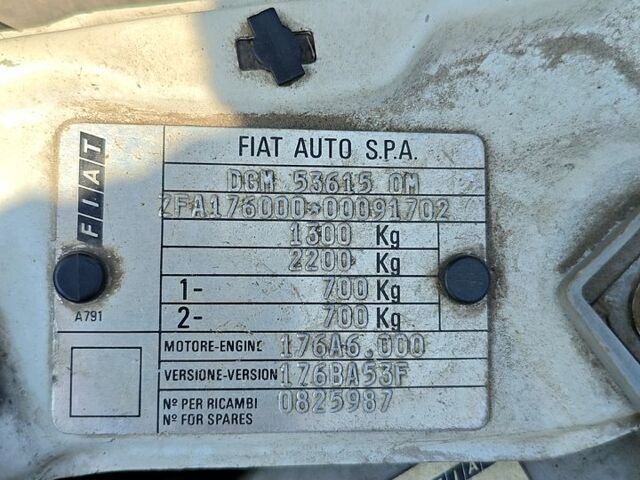 FIAT
FIAT AUTO S.P.A.
DGM 53615 OM
ZFA176000*00091702
1300 Kg
2200 Kg
1- 700 Kg
2- 700 Kg
A791
MOTORE-ENGINE 176A6.000
VERSIONE-VERSION 176BA53F
Nº PER RICAMBI 0825987
Nº FOR SPARES
FIA